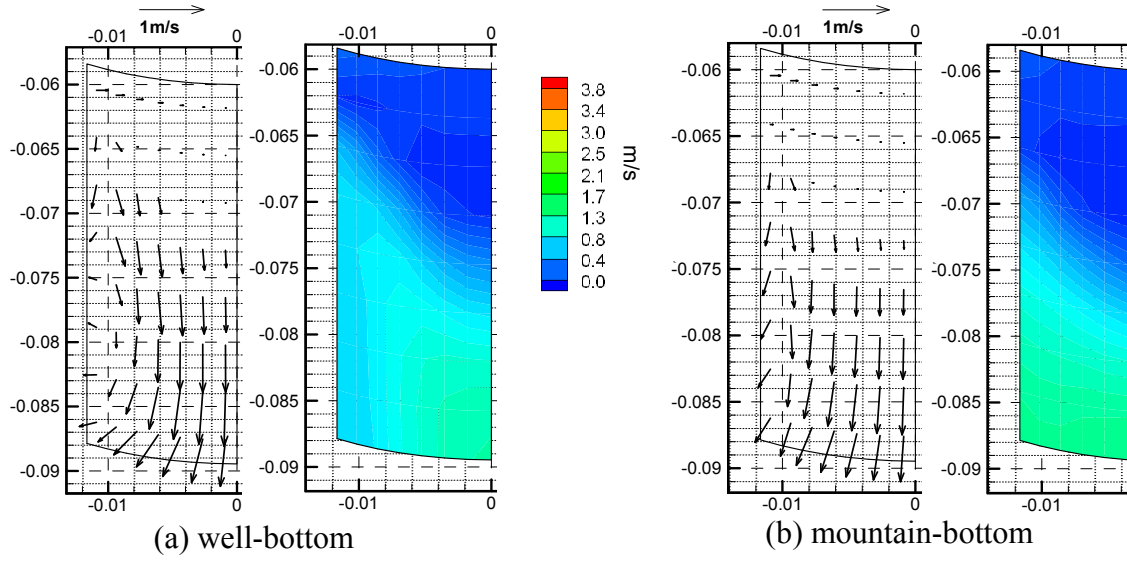 -0.01 0 -0.01 0 -0.01 0 -0.01
1m/s 1m/s
-0.06 -0.06 -0.06 -0.06
-0.065 -0.065 -0.065 -0.065
-0.07 -0.07 -0.07 -0.07
-0.075 -0.075 -0.075 -0.075
-0.08 -0.08 -0.08 -0.08
-0.085 -0.085 -0.085 -0.085
-0.09 -0.09 -0.09 -0.09
-0.01 0 -0.01 0 -0.01 0 -0.01
3.8
3.4
3.0
2.5
2.1
1.7
1.3
0.8
0.4
0.0
m/s
(a) well-bottom
(b) mountain-bottom